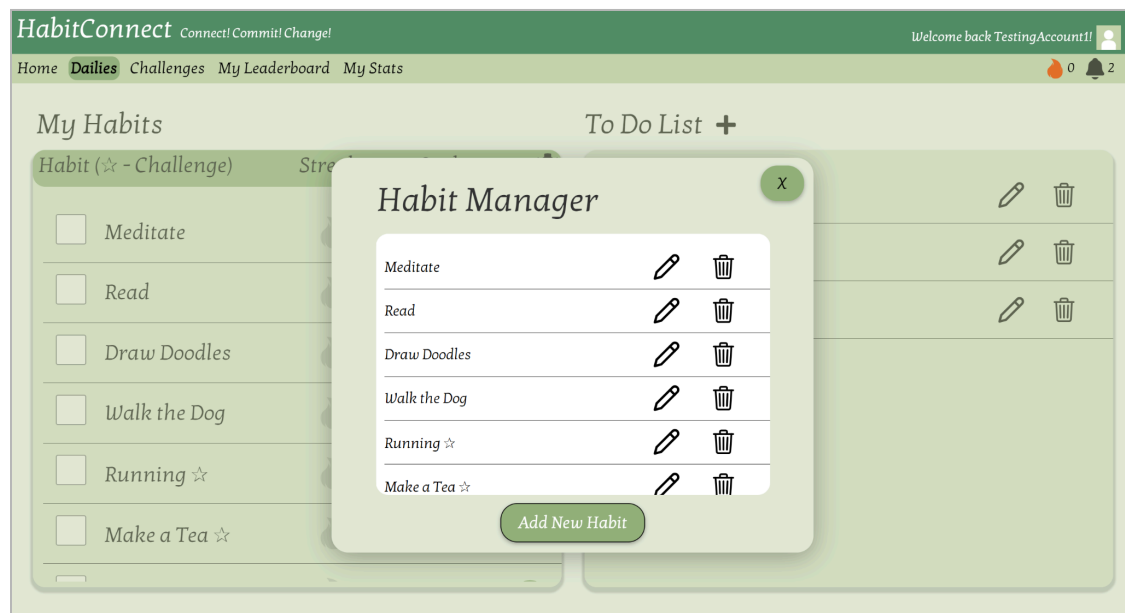 HabitConnect Connect! Commit! Change!
Welcome back TestingAccount1!
Home Dailies Challenges My Leaderboard My Stats
0 2
My Habits
Habit (☆ - Challenge)
Meditate
Read
Draw Doodles
Walk the Dog
Running ☆
Make a Tea ☆
To Do List +
Habit Manager
X
Meditate
Read
Draw Doodles
Walk the Dog
Running ☆
Make a Tea ☆
Add New Habit